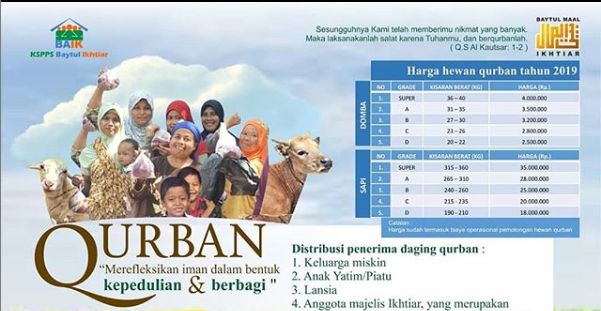 BAIK
KSPPS Baytul Ikhtiar
Sesungguhnya Kami telah memberimu nikmat yang banyak.
Maka laksanakanlah salat karena Tuhanmu, dan berqurbanlah.
( Q.S Al Kautsar: 1-2 )
BAYTUL MAAL
IKHTIAR
Harga hewan qurban tahun 2019
DOMBA
NO GRADE KISARAN BERAT (KG) HARGA (Rp.)
1. SUPER 36 – 40 4.000.000
2. A 31 – 35 3.500.000
3. B 27 – 30 3.200.000
4. C 23 – 26 2.800.000
5. D 20 – 22 2.500.000
SAPI
NO GRADE KISARAN BERAT (KG) HARGA (Rp.)
1. SUPER 315 - 360 35.000.000
2. A 265 - 310 28.000.000
3. B 240 - 260 25.000.000
4. C 215 - 235 20.000.000
5. D 190 - 210 18.000.000
Catatan :
Harga sudah termasuk biaya operasional pemotongan hewan qurban
QURBAN
“Merefleksikan iman dalam bentuk
kepedulian & berbagi "
Distribusi penerima daging qurban :
1. Keluarga miskin
2. Anak Yatim/Piatu
3. Lansia
4. Anggota majelis Ikhtiar, yang merupakan